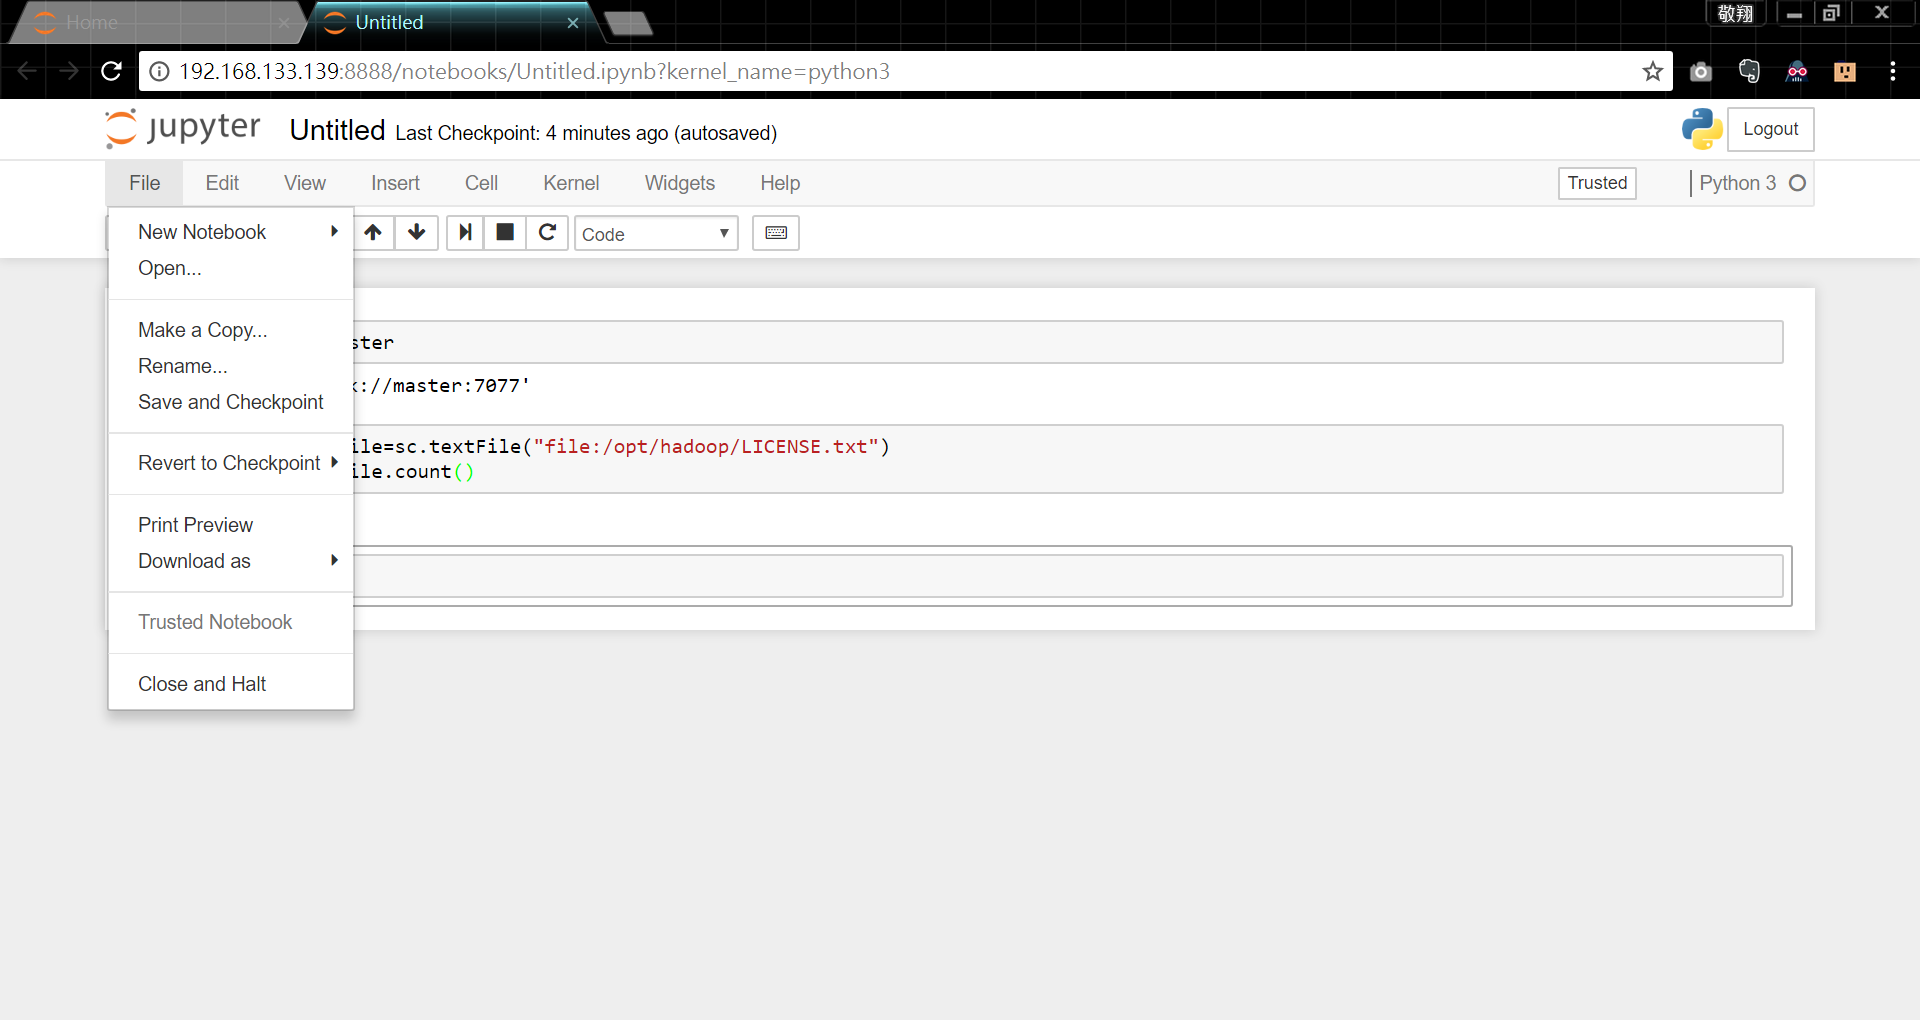 Home
Untitled
敬翔
192.168.133.139:8888/notebooks/Untitled.ipynb?kernel_name=python3
jupyter Untitled Last Checkpoint: 4 minutes ago (autosaved)
Logout
File Edit View Insert Cell Kernel Widgets Help
Trusted
Python 3
Code
New Notebook
Open...
Make a Copy...
Rename...
Save and Checkpoint
Revert to Checkpoint
Print Preview
Download as
Trusted Notebook
Close and Halt
ster
://master:7077'
ile=sc.textFile("file:/opt/hadoop/LICENSE.txt")
ile.count()